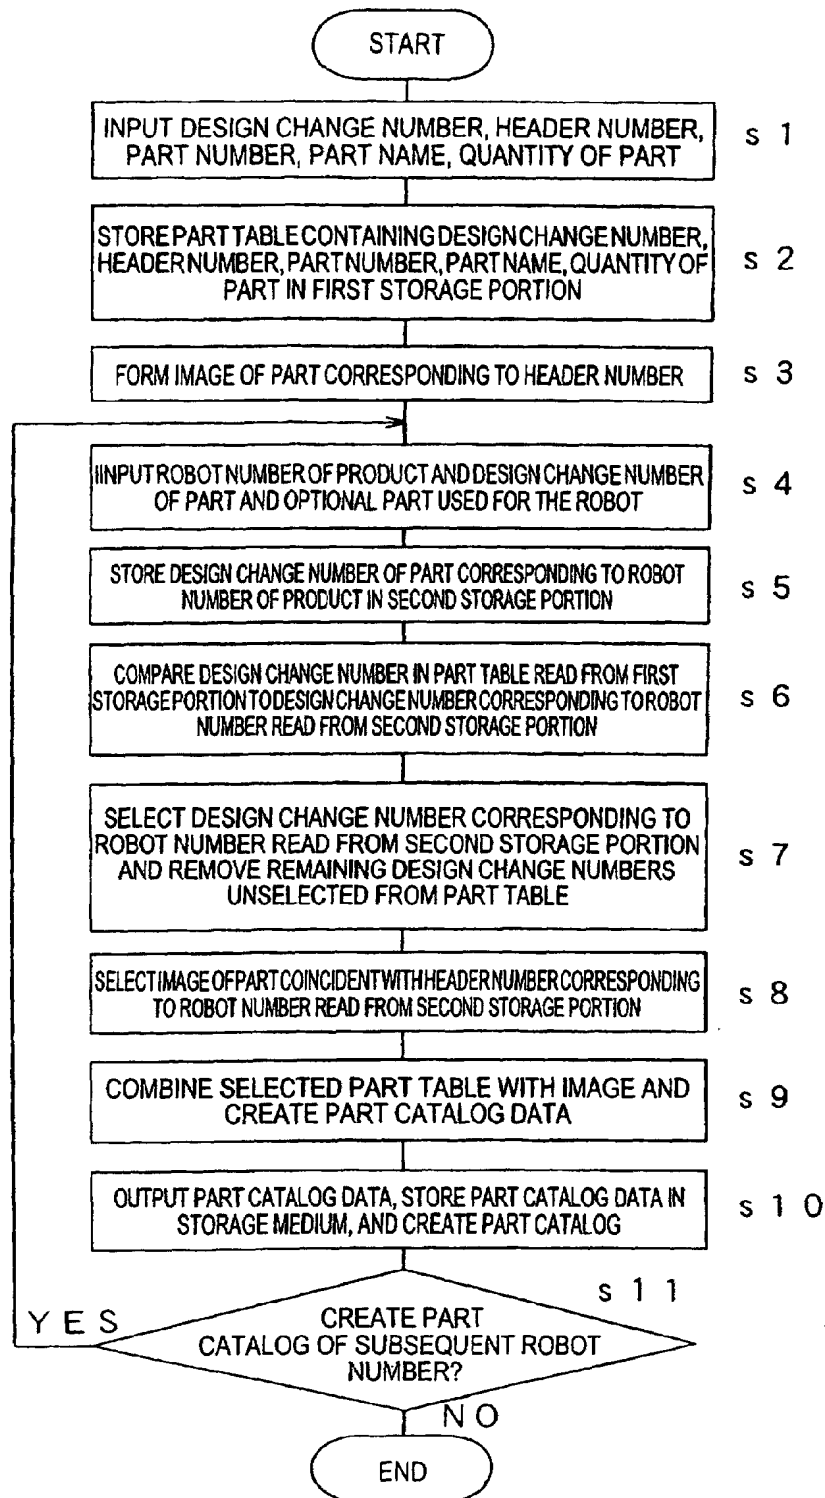 START
INPUT DESIGN CHANGE NUMBER, HEADER NUMBER,
PART NUMBER, PART NAME, QUANTITY OF PART
s 1
STORE PART TABLE CONTAINING DESIGN CHANGE NUMBER,
HEADER NUMBER, PART NUMBER, PART NAME, QUANTITY OF
PART IN FIRST STORAGE PORTION
s 2
FORM IMAGE OF PART CORRESPONDING TO HEADER NUMBER
s 3
IINPUT ROBOT NUMBER OF PRODUCT AND DESIGN CHANGE NUMBER
OF PART AND OPTIONAL PART USED FOR THE ROBOT
s 4
STORE DESIGN CHANGE NUMBER OF PART CORRESPONDING TO ROBOT
NUMBER OF PRODUCT IN SECOND STORAGE PORTION
s 5
COMPARE DESIGN CHANGE NUMBER IN PART TABLE READ FROM FIRST
STORAGE PORTION TO DESIGN CHANGE NUMBER CORRESPONDING TO ROBOT
NUMBER READ FROM SECOND STORAGE PORTION
s 6
SELECT DESIGN CHANGE NUMBER CORRESPONDING TO
ROBOT NUMBER READ FROM SECOND STORAGE PORTION
AND REMOVE REMAINING DESIGN CHANGE NUMBERS
UNSELECTED FROM PART TABLE
s 7
SELECT IMAGE OF PART COINCIDENT WITH HEADER NUMBER CORRESPONDING
TO ROBOT NUMBER READ FROM SECOND STORAGE PORTION
s 8
COMBINE SELECTED PART TABLE WITH IMAGE AND
CREATE PART CATALOG DATA
s 9
OUTPUT PART CATALOG DATA, STORE PART CATALOG DATA IN
STORAGE MEDIUM, AND CREATE PART CATALOG
s 1 0
s 1 1
YES
CREATE PART
CATALOG OF SUBSEQUENT ROBOT
NUMBER?
NO
END